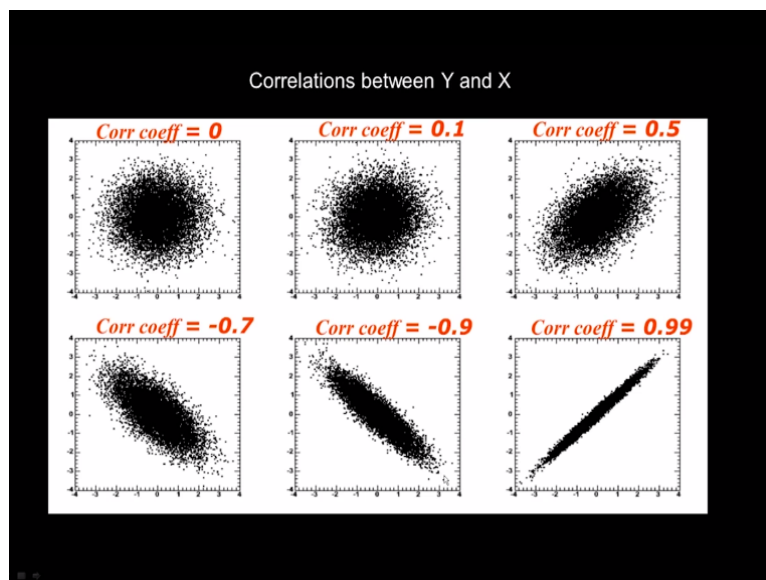 Correlations between Y and X
Corr coeff = 0
Corr coeff = 0.1
Corr coeff = 0.5
Corr coeff = -0.7
Corr coeff = -0.9
Corr coeff = 0.99